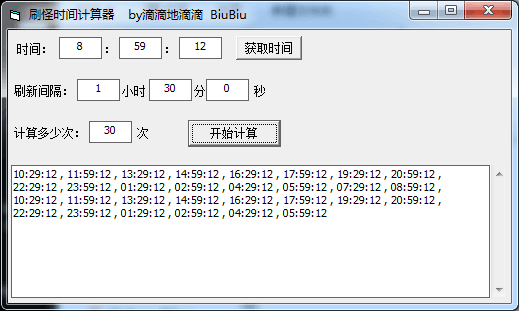 刷怪时间计算器 by滴滴地滴滴 BiuBiu
时间： 8 ： 59 ： 12 获取时间
刷新间隔： 1 小时 30 分 0 秒
计算多少次： 30 次 开始计算
10:29:12 , 11:59:12 , 13:29:12 , 14:59:12 , 16:29:12 , 17:59:12 , 19:29:12 , 20:59:12 ,
22:29:12 , 23:59:12 , 01:29:12 , 02:59:12 , 04:29:12 , 05:59:12 , 07:29:12 , 08:59:12 ,
10:29:12 , 11:59:12 , 13:29:12 , 14:59:12 , 16:29:12 , 17:59:12 , 19:29:12 , 20:59:12 ,
22:29:12 , 23:59:12 , 01:29:12 , 02:59:12 , 04:29:12 , 05:59:12